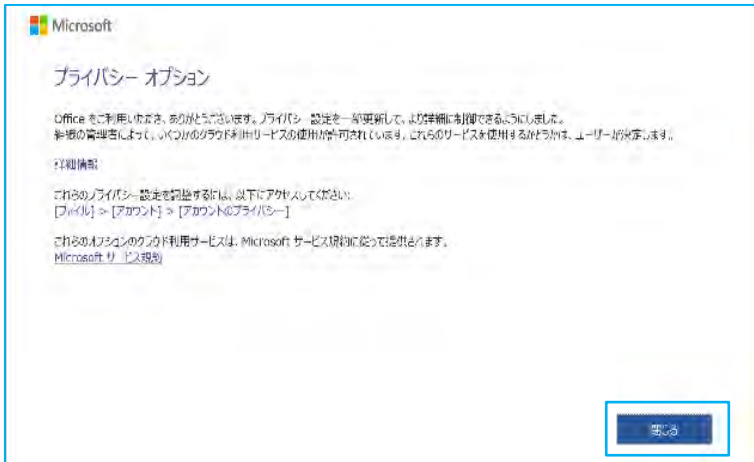 Microsoft
プライバシー オプション
Office をご利用いただき、ありがとうございます。プライバシー設定を一部更新して、より詳細に制御できるようにしました。
組織の管理者によって、いくつかのクラウド利用サービスの使用が許可されています。これらのサービスを使用するかどうかは、ユーザーが決定します。
詳細情報
これらのプライバシー設定を調整するには、以下にアクセスしてください:
[ファイル] > [アカウント] > [アカウントのプライバシー]
これらのオプションのクラウド利用サービスは、Microsoft サービス規約に従って提供されます。
Microsoft サービス規約
閉じる